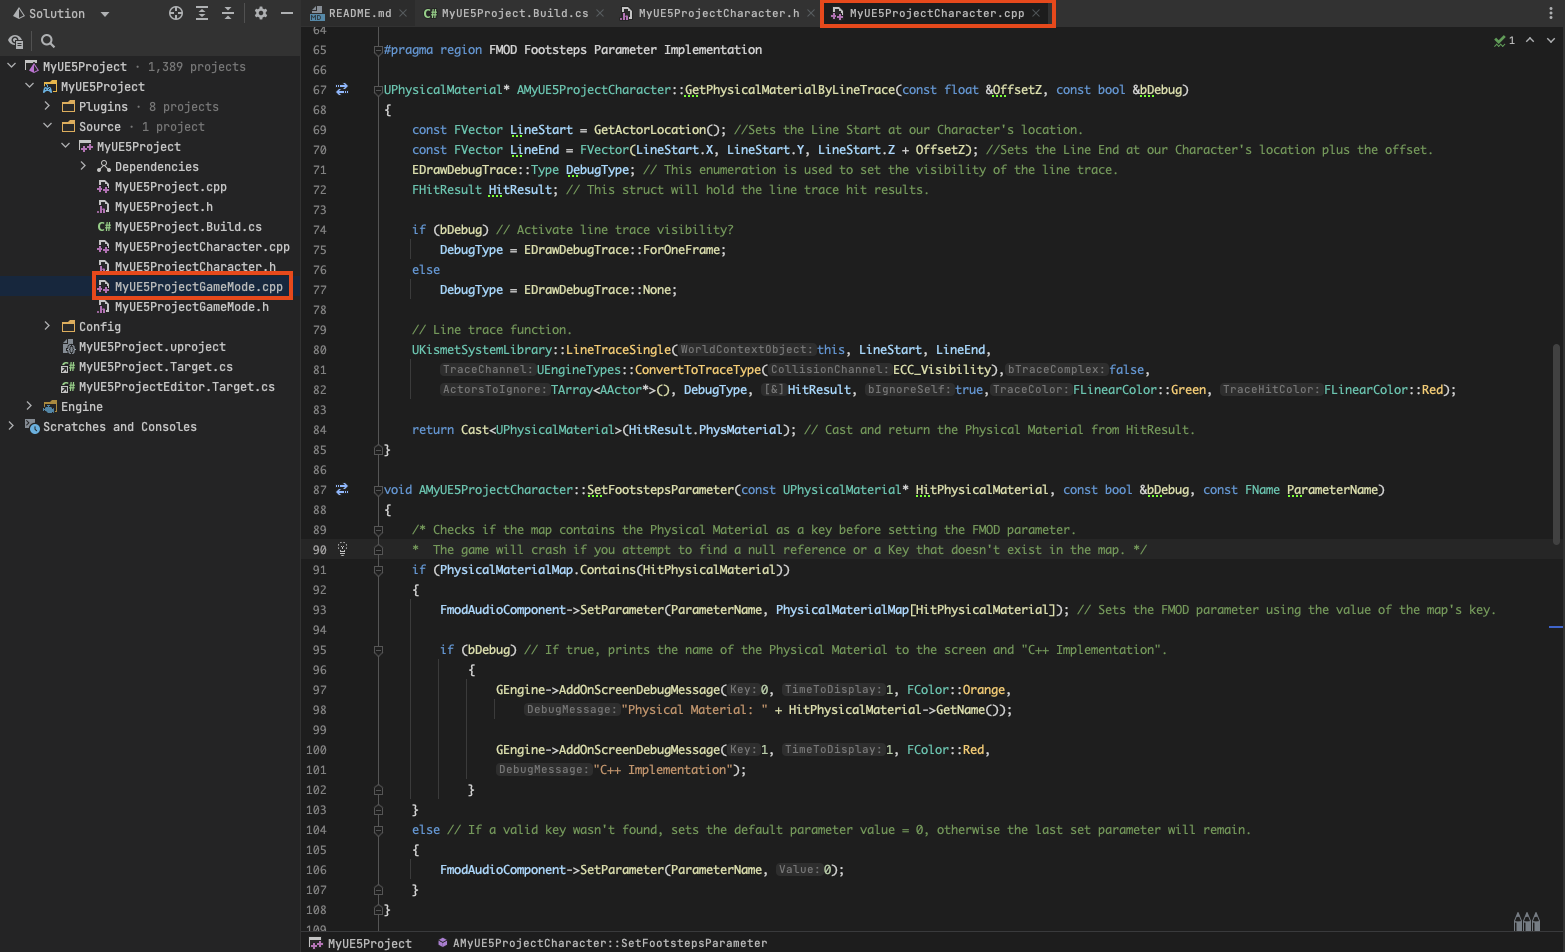 Solution
MyUE5Project · 1,389 projects
MyUE5Project
Plugins · 8 projects
Source · 1 project
MyUE5Project
Dependencies
MyUE5Project.cpp
MyUE5Project.h
C# MyUE5Project.Build.cs
MyUE5ProjectCharacter.cpp
MyUE5ProjectCharacter.h
MyUE5ProjectGameMode.cpp
MyUE5ProjectGameMode.h
Config
MyUE5Project.uproject
MyUE5Project.Target.cs
MyUE5ProjectEditor.Target.cs
Engine
Scratches and Consoles
README.md
C# MyUE5Project.Build.cs
MyUE5ProjectCharacter.h
MyUE5ProjectCharacter.cpp
1
64
65 #pragma region FMOD Footsteps Parameter Implementation
66
67 UPhysicalMaterial* AMyUE5ProjectCharacter::GetPhysicalMaterialByLineTrace(const float &OffsetZ, const bool &bDebug)
68 {
69 const FVector LineStart = GetActorLocation(); //Sets the Line Start at our Character's location.
70 const FVector LineEnd = FVector(LineStart.X, LineStart.Y, LineStart.Z + OffsetZ); //Sets the Line End at our Character's location plus the offset.
71 EDrawDebugTrace::Type DebugType; // This enumeration is used to set the visibility of the line trace.
72 FHitResult HitResult; // This struct will hold the line trace hit results.
73
74 if (bDebug) // Activate line trace visibility?
75 DebugType = EDrawDebugTrace::ForOneFrame;
76 else
77 DebugType = EDrawDebugTrace::None;
78
79 // Line trace function.
80 UKismetSystemLibrary::LineTraceSingle( WorldContextObject: this, LineStart, LineEnd,
81 TraceChannel: UEngineTypes::ConvertToTraceType( CollisionChannel: ECC_Visibility), bTraceComplex: false,
82 ActorsToIgnore: TArray<AActor*>(), DebugType, [&] HitResult, bIgnoreSelf: true, TraceColor: FLinearColor::Green, TraceHitColor: FLinearColor::Red);
83
84 return Cast<UPhysicalMaterial>(HitResult.PhysMaterial); // Cast and return the Physical Material from HitResult.
85 }
86
87 void AMyUE5ProjectCharacter::SetFootstepsParameter(const UPhysicalMaterial* HitPhysicalMaterial, const bool &bDebug, const FName ParameterName)
88 {
89 /* Checks if the map contains the Physical Material as a key before setting the FMOD parameter.
90 * The game will crash if you attempt to find a null reference or a Key that doesn't exist in the map. */
91 if (PhysicalMaterialMap.Contains(HitPhysicalMaterial))
92 {
93 FmodAudioComponent->SetParameter(ParameterName, PhysicalMaterialMap[HitPhysicalMaterial]); // Sets the FMOD parameter using the value of the map's key.
94
95 if (bDebug) // If true, prints the name of the Physical Material to the screen and "C++ Implementation".
96 {
97 GEngine->AddOnScreenDebugMessage( Key: 0, TimeToDisplay: 1, FColor::Orange,
98 DebugMessage: "Physical Material: " + HitPhysicalMaterial->GetName());
99
100 GEngine->AddOnScreenDebugMessage( Key: 1, TimeToDisplay: 1, FColor::Red,
101 DebugMessage: "C++ Implementation");
102 }
103 }
104 else // If a valid key wasn't found, sets the default parameter value = 0, otherwise the last set parameter will remain.
105 {
106 FmodAudioComponent->SetParameter(ParameterName, Value: 0);
107 }
108 }
109
MyUE5Project AMyUE5ProjectCharacter::SetFootstepsParameter